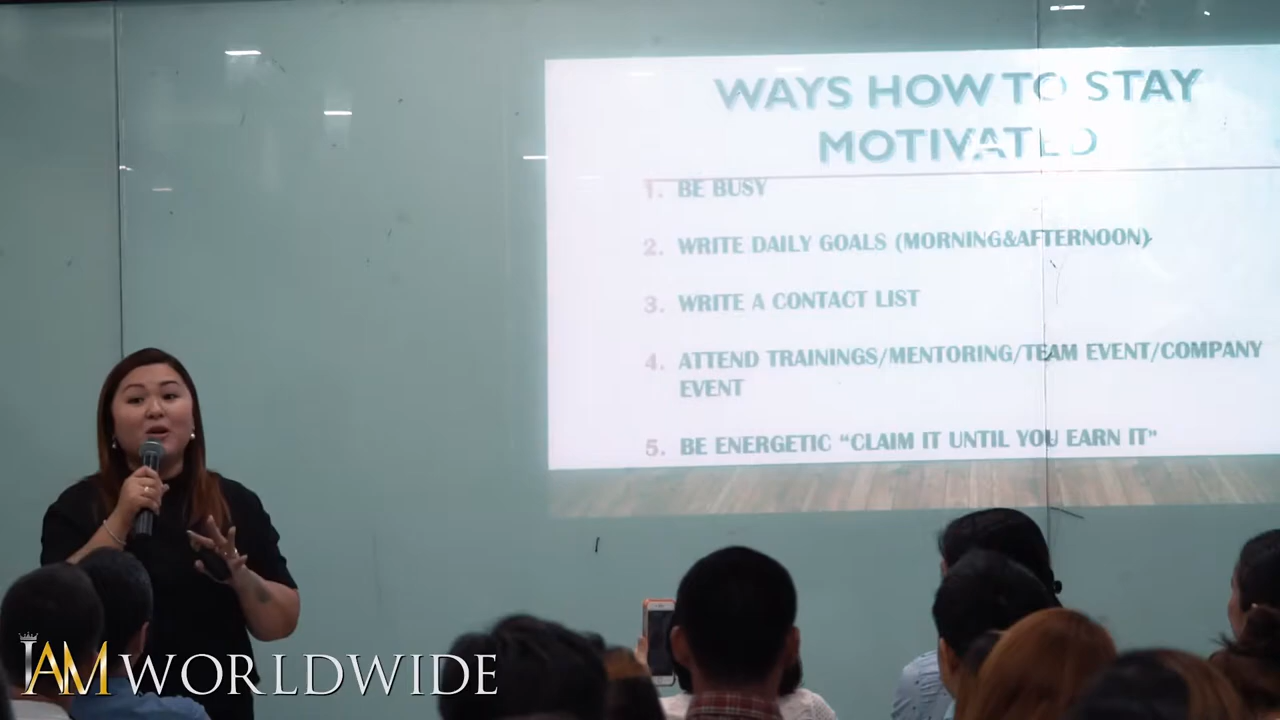 WAYS HOW TO STAY
MOTIVATED
1. BE BUSY
2. WRITE DAILY GOALS (MORNING&AFTERNOON)
3. WRITE A CONTACT LIST
4. ATTEND TRAININGS/MENTORING/TEAM EVENT/COMPANY
EVENT
5. BE ENERGETIC “CLAIM IT UNTIL YOU EARN IT”
IAM WORLDWIDE